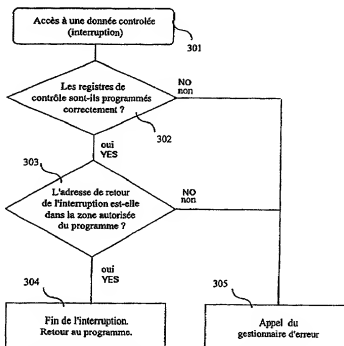 Accès à une donnée controlée
(interruption)
301
Les registres de
contrôle sont-ils programmés
correctement ?
NO
non
302
oui
YES
303
L'adresse de retour
de l'interruption est-elle
dans la zone autorisée
du programme ?
NO
non
oui
YES
304
305
Fin de l'interruption.
Retour au programme.
Appel du
gestionnaire d'erreur